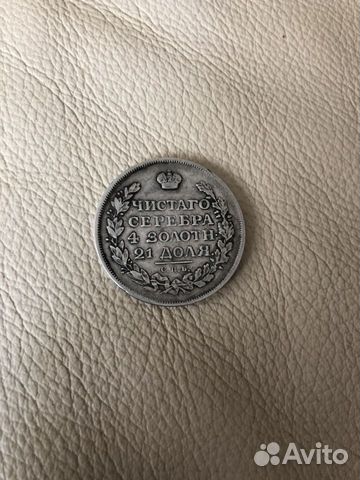 ЧИСТАГО
СЕРЕБРА
4 ЗОЛОТН
21 ДОЛЯ
С.П.Б.
Avito